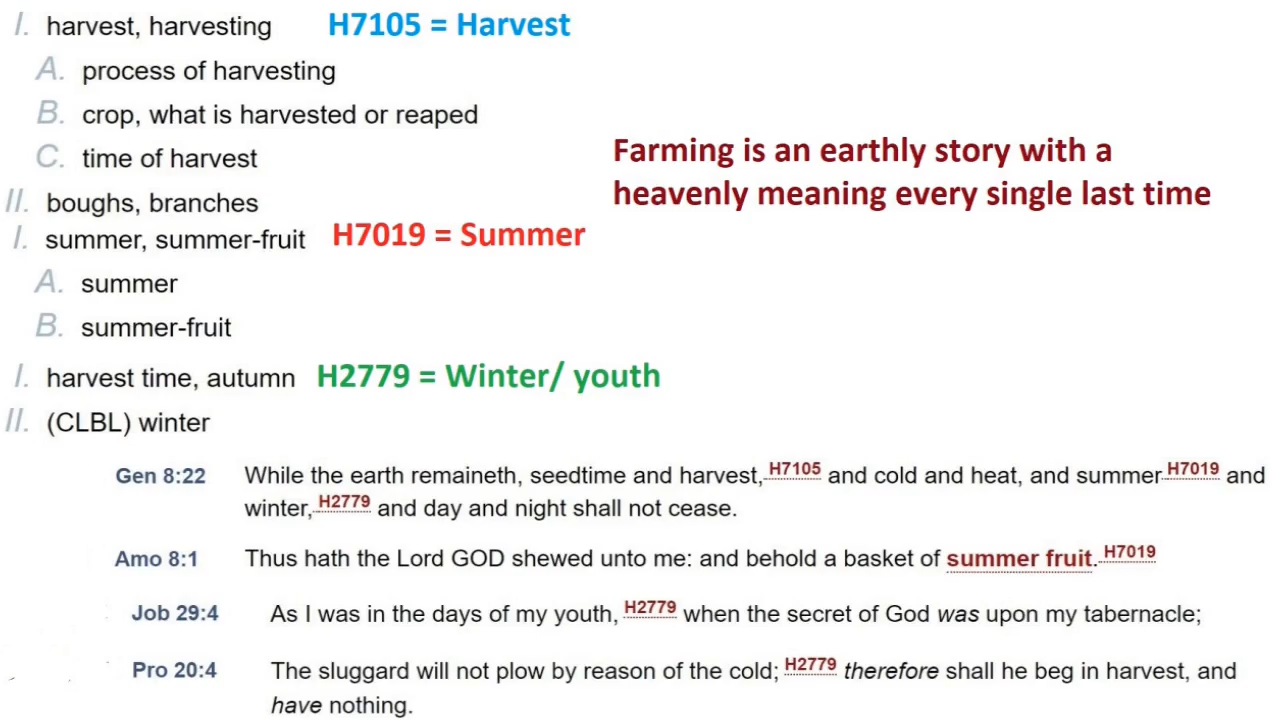 I. harvest, harvesting H7105 = Harvest
A. process of harvesting
B. crop, what is harvested or reaped
C. time of harvest
Farming is an earthly story with a
heavenly meaning every single last time
II. boughs, branches
I. summer, summer-fruit H7019 = Summer
A. summer
B. summer-fruit
I. harvest time, autumn H2779 = Winter/ youth
II. (CLBL) winter
Gen 8:22 While the earth remaineth, seedtime and harvest, H7105 and cold and heat, and summer H7019 and
winter, H2779 and day and night shall not cease.
Amo 8:1 Thus hath the Lord GOD shewed unto me: and behold a basket of summer fruit. H7019
Job 29:4 As I was in the days of my youth, H2779 when the secret of God was upon my tabernacle;
Pro 20:4 The sluggard will not plow by reason of the cold; H2779 therefore shall he beg in harvest, and
have nothing.